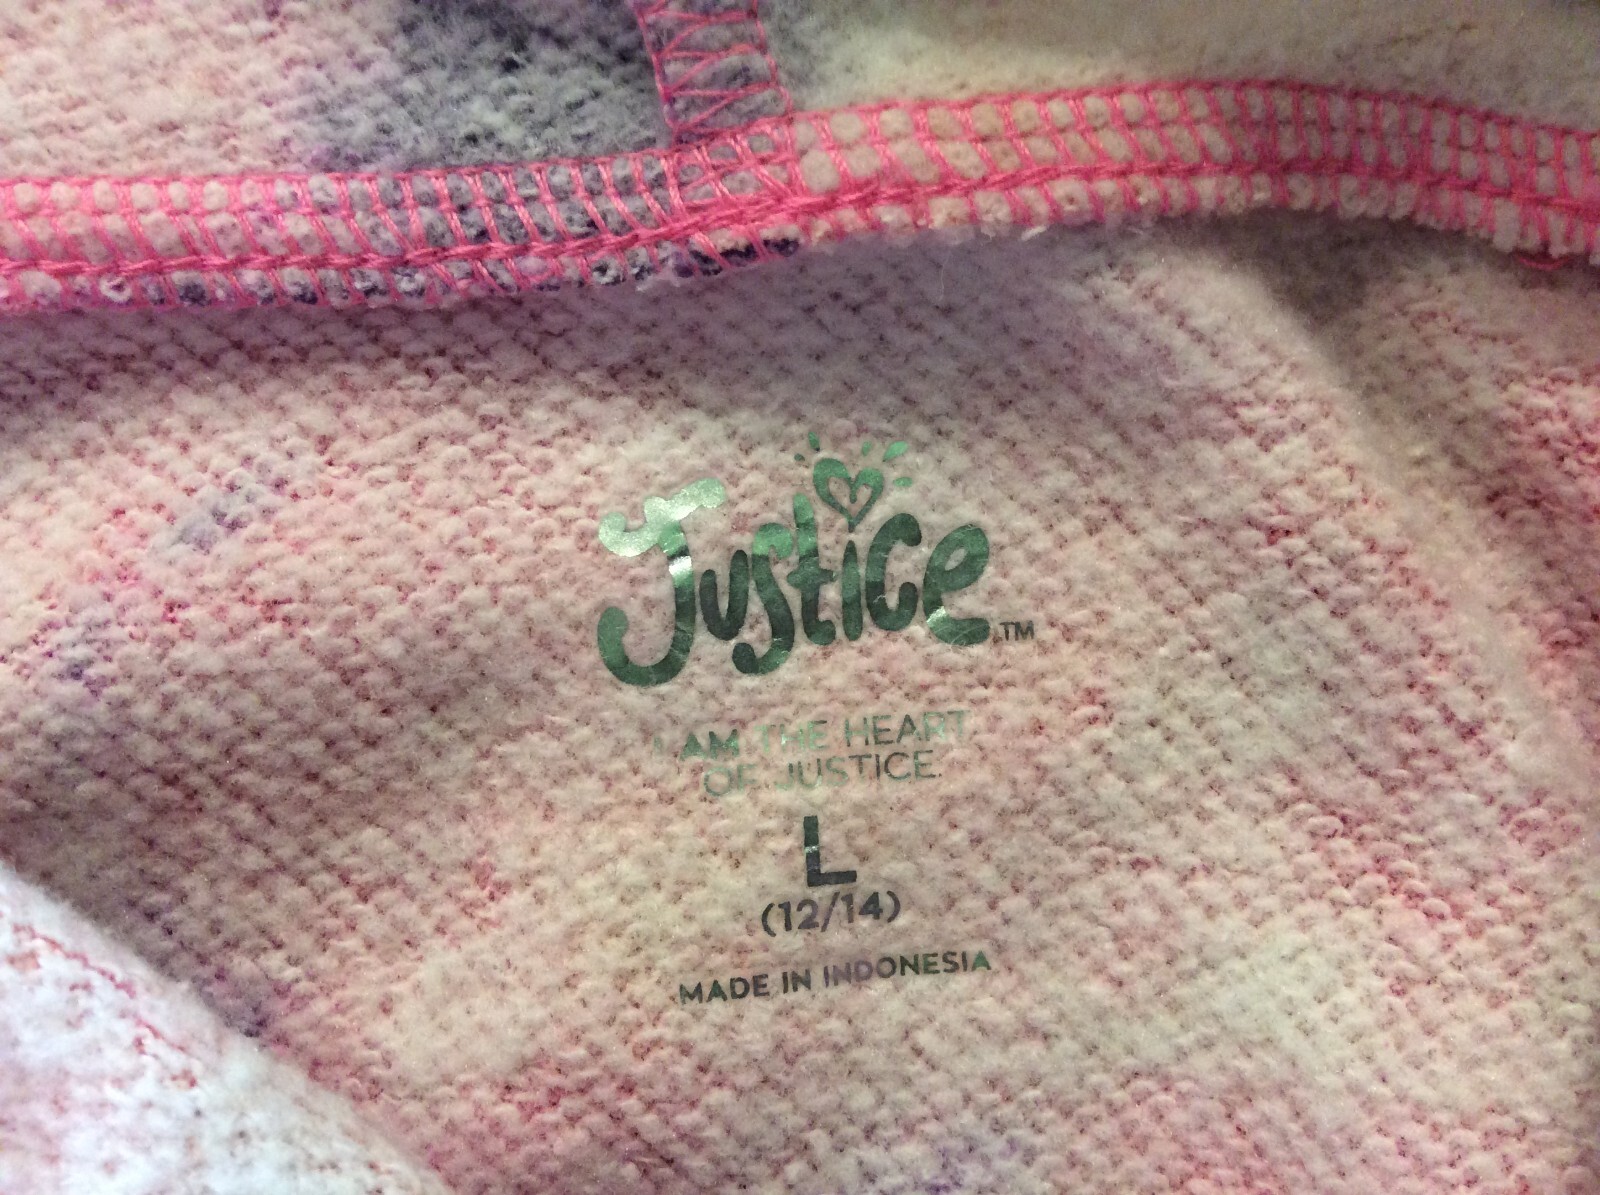 Justice™
I AM THE HEART
OF JUSTICE.
L
(12/14)
MADE IN INDONESIA